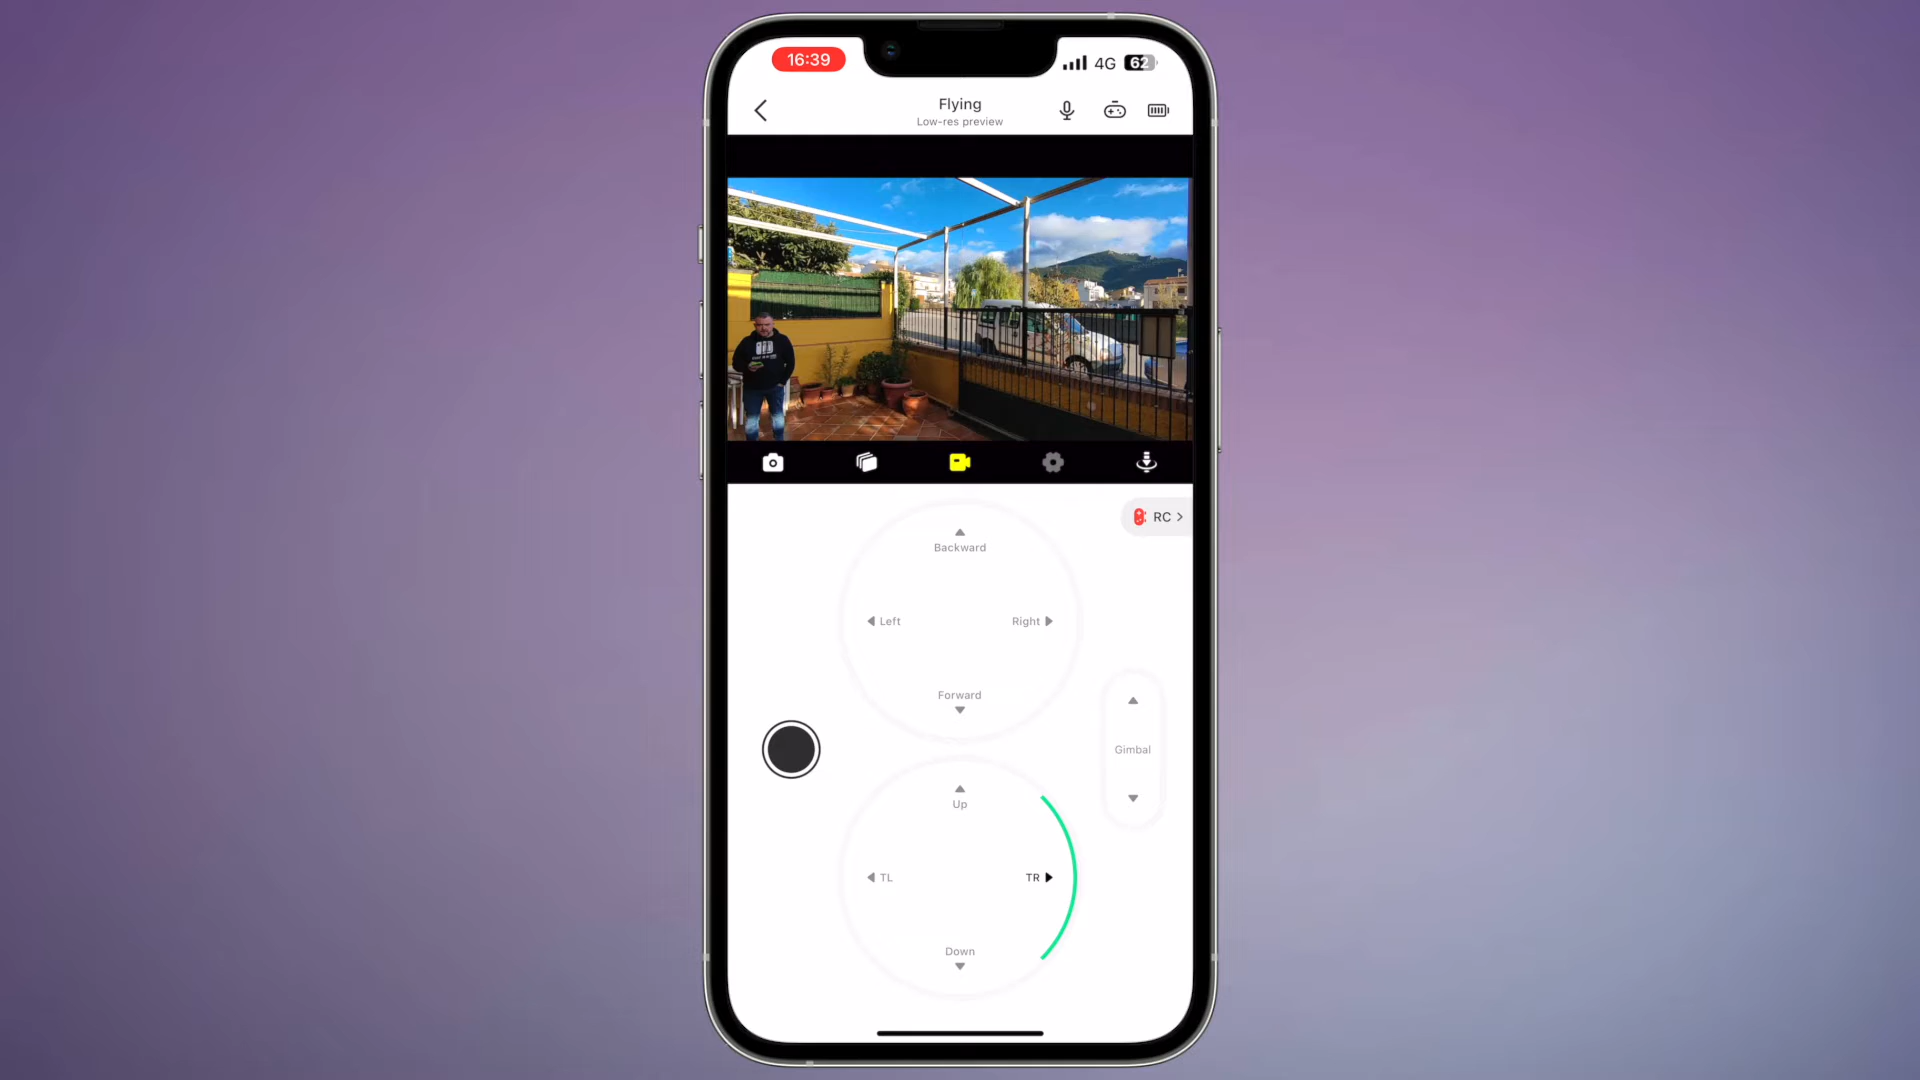 16:39
4G 62
Flying
Low-res preview
RC
Backward
Left
Right
Forward
Gimbal
Up
TL
TR
Down